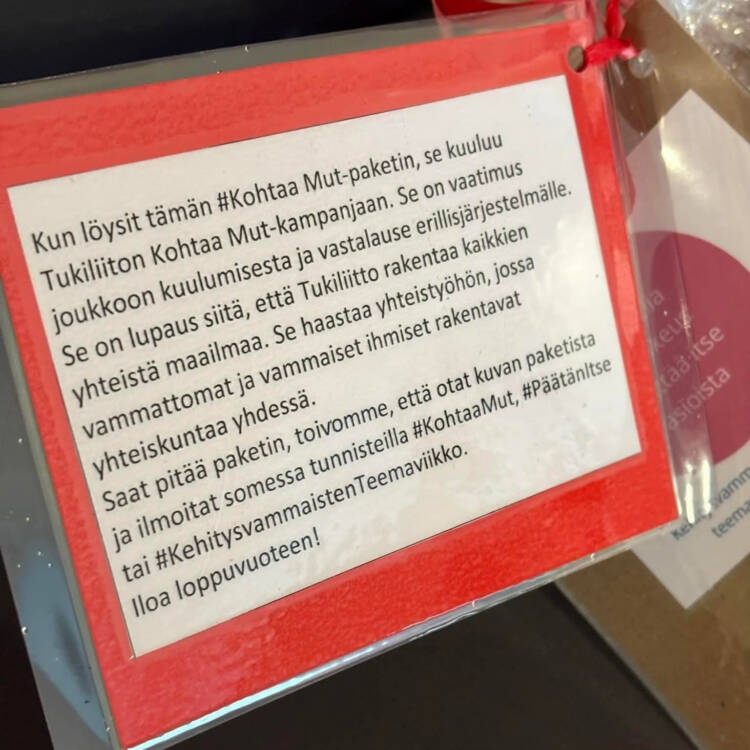 Kun löysit tämän #Kohtaa Mut-paketin, se kuuluu
Tukiliiton Kohtaa Mut-kampanjaan. Se on vaatimus
joukkoon kuulumisesta ja vastalause erillisjärjestelmälle.
Se on lupaus siitä, että Tukiliitto rakentaa kaikkien
yhteistä maailmaa. Se haastaa yhteistyöhön, jossa
vammattomat ja vammaiset ihmiset rakentavat
yhteiskuntaa yhdessä.
Saat pitää paketin, toivomme, että otat kuvan paketista
ja ilmoitat somessa tunnisteilla #KohtaaMut, #PäätänItse
tai #KehitysvammaistenTeemaviikko.
Iloa loppuvuoteen!